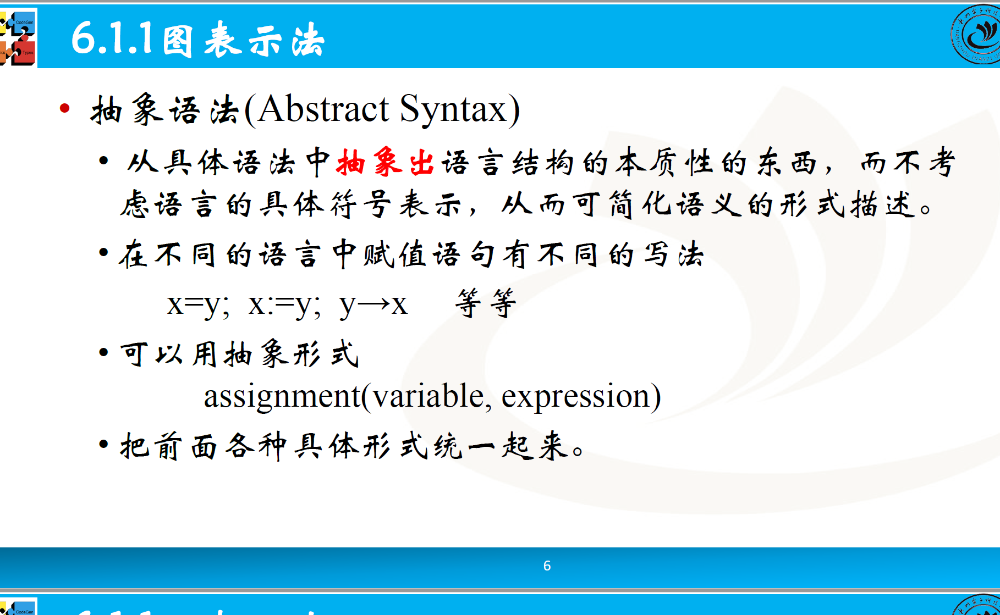 CodeGen
Types
6.1.1图表示法
抽象语法(Abstract Syntax)
从具体语法中抽象出语言结构的本质性的东西，而不考
虑语言的具体符号表示，从而可简化语义的形式描述。
在不同的语言中赋值语句有不同的写法
x=y; x:=y; y→x 等等
可以用抽象形式
assignment(variable, expression)
把前面各种具体形式统一起来。
6
CodeGen